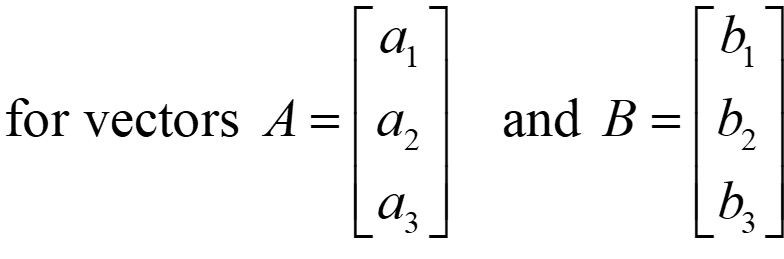 for vectors A = [a₁ a₂ a₃] and B = [b₁ b₂ b₃]